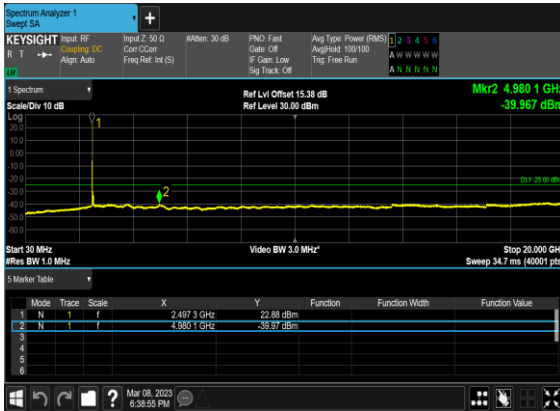 Spectrum Analyzer 1
Swept SA
+
KEYSIGHT Input: RF Input Z: 50 Ω #Atten: 30 dB PNO: Fast Avg Type: Power (RMS) 1 2 3 4 5 6
R T Coupling: DC Corr CCorr Gate: Off Avg|Hold: 100/100 A W W W W W
Align: Auto Freq Ref: Int (S) IF Gain: Low Trig: Free Run
Sig Track: Off A N N N N N
1 Spectrum Ref Lvl Offset 15.38 dB Mkr2 4.980 1 GHz
Scale/Div 10 dB Ref Level 30.00 dBm -39.967 dBm
Log
20.0
10.0
0.00
-10.0
-20.0
-30.0
-40.0
-50.0
-60.0
1
DL1 -25.00 dBm
2
Start 30 MHz Video BW 3.0 MHz* Stop 20.000 GHz
#Res BW 1.0 MHz Sweep 34.7 ms (40001 pts)
5 Marker Table
Mode Trace Scale X Y Function Function Width Function Value
1 N 1 f 2.497 3 GHz 22.88 dBm
2 N 1 f 4.980 1 GHz -39.97 dBm
3
4
5
6
? Mar 08, 2023
6:38:55 PM